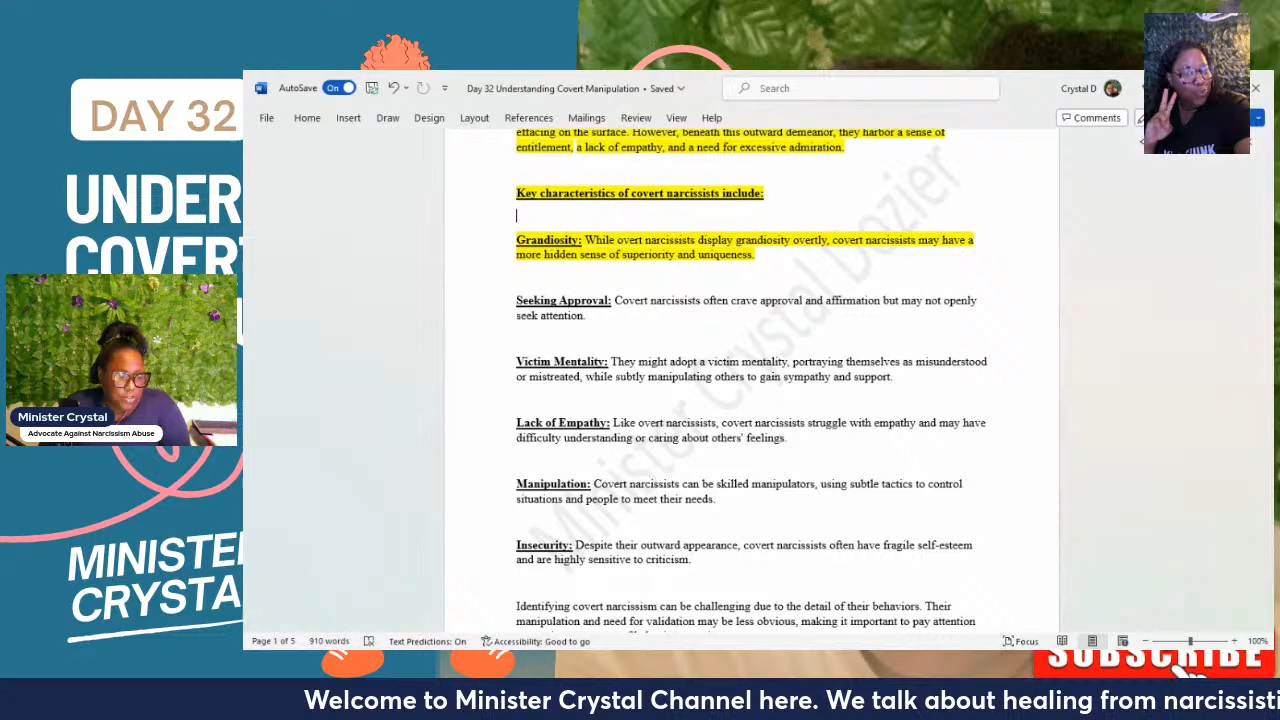 DAY 32
UNDER
COVE
MINISTE
CRYSTA
Minister Crystal
Advocate Against Narcissism Abuse
AutoSave On Day 32 Understanding Covert Manipulation • Saved Search Crystal D
File Home Insert Draw Design Layout References Mailings Review View Help Comments
effacing on the surface. However, beneath this outward demeanor, they harbor a sense of
entitlement, a lack of empathy, and a need for excessive admiration.
Key characteristics of covert narcissists include:
Grandiosity: While overt narcissists display grandiosity overtly, covert narcissists may have a
more hidden sense of superiority and uniqueness.
Seeking Approval: Covert narcissists often crave approval and affirmation but may not openly
seek attention.
Victim Mentality: They might adopt a victim mentality, portraying themselves as misunderstood
or mistreated, while subtly manipulating others to gain sympathy and support.
Lack of Empathy: Like overt narcissists, covert narcissists struggle with empathy and may have
difficulty understanding or caring about others' feelings.
Manipulation: Covert narcissists can be skilled manipulators, using subtle tactics to control
situations and people to meet their needs.
Insecurity: Despite their outward appearance, covert narcissists often have fragile self-esteem
and are highly sensitive to criticism.
Identifying covert narcissism can be challenging due to the detail of their behaviors. Their
manipulation and need for validation may be less obvious, making it important to pay attention
Minister Crystal Dozier
Page 1 of 5 910 words Text Predictions: On Accessibility: Good to go Focus 100%
SUBSCRIBE
Welcome to Minister Crystal Channel here. We talk about healing from narcissisti